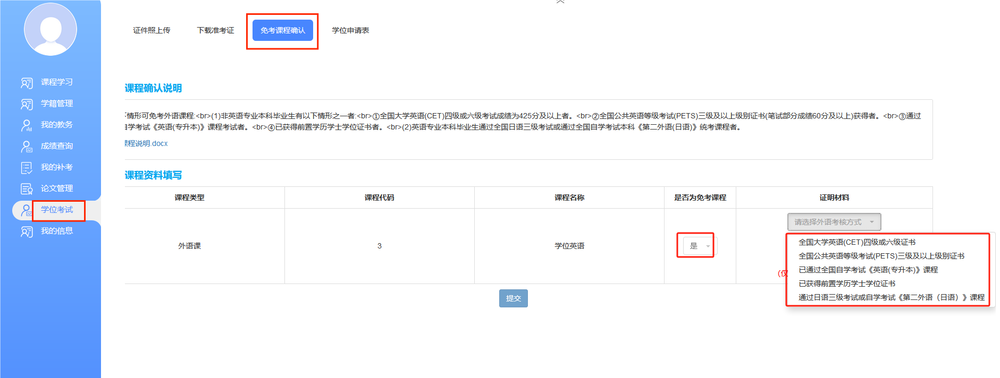 证件照上传
下载准考证
免考课程确认
学位申请表
课程学习
学籍管理
我的教务
成绩查询
我的补考
论文管理
学位考试
我的信息
课程确认说明
情形可免考外语课程:<br>(1)非英语专业本科毕业生有以下情形之一者:<br>①全国大学英语(CET)四级或六级考试成绩为425分及以上者。<br>②全国公共英语等级考试(PETS)三级及以上级别证书(笔试部分成绩60分及以上)获得者。<br>③通过
自学考试《英语(专升本)》课程考试者。<br>④已获得前置学历学士学位证书者。<br>(2)英语专业本科毕业生通过全国日语三级考试或通过全国自学考试本科《第二外语(日语)》统考课程者。
课程说明.docx
课程资料填写
课程类型
课程代码
课程名称
是否为免考课程
证明材料
外语课
3
学位英语
是
请选择外语考核方式
全国大学英语(CET)四级或六级证书
全国公共英语等级考试(PETS)三级及以上级别证书
已通过全国自学考试《英语(专升本)》课程
已获得前置学历学士学位证书
通过日语三级考试或自学考试《第二外语（日语）》课程
（仅
提交